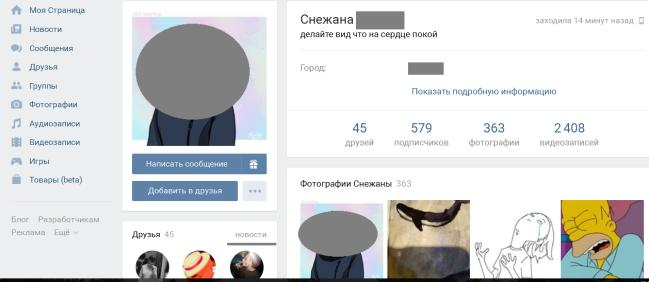 Моя Страница
Новости
Сообщения
Друзья
Группы
Фотографии
Аудиозаписи
Видеозаписи
Игры
Товары (beta)
Блог Разработчикам
Реклама Ещё
Написать сообщение
Добавить в друзья
Друзья 45 новости
Снежана заходила 14 минут назад
делайте вид что на сердце покой
Город:
Показать подробную информацию
45 579 363 2 408
друзей подписчиков фотографии видеозаписей
Фотографии Снежаны 363